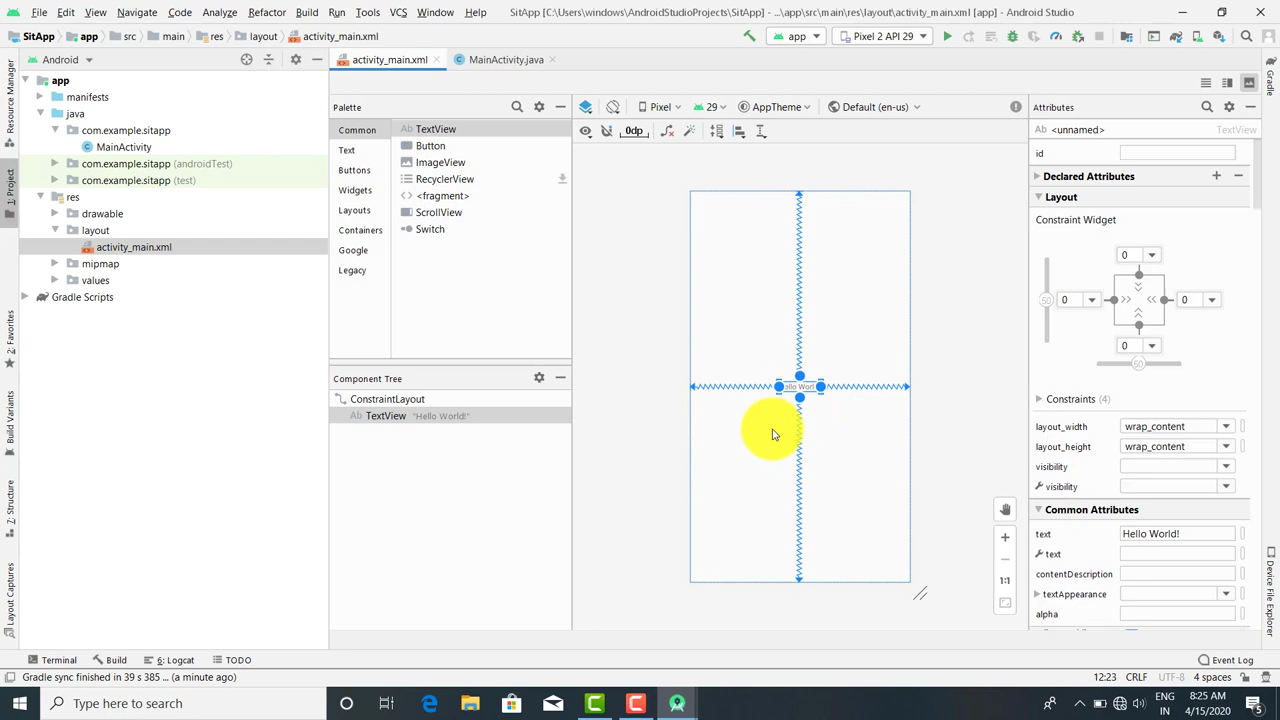 File Edit View Navigate Code Analyze Refactor Build Run Tools VCS Window Help SitApp [C:\Users\windows\AndroidStudioProjects\SitApp] - ...\app\src\main\res\layout\activity_main.xml [app] - Android Studio
SitApp app src main res layout activity_main.xml app Pixel 2 API 29
Android
activity_main.xml MainActivity.java
Resource Manager
1: Project
2: Favorites
Build Variants
7: Structure
Layout Captures
app
manifests
java
com.example.sitapp
MainActivity
com.example.sitapp (androidTest)
com.example.sitapp (test)
res
drawable
layout
activity_main.xml
mipmap
values
Gradle Scripts
Palette
Common
Text
Buttons
Widgets
Layouts
Containers
Google
Legacy
Ab TextView
Button
ImageView
RecyclerView
<> <fragment>
ScrollView
Switch
Component Tree
ConstraintLayout
Ab TextView "Hello World!"
Pixel 29 AppTheme Default (en-us)
0dp
ello Worl
1:1
Attributes
Ab <unnamed> TextView
id
Declared Attributes
Layout
Constraint Widget
0
50 0 0
0
50
Constraints (4)
layout_width wrap_content
layout_height wrap_content
visibility
visibility
Common Attributes
text Hello World!
text
contentDescription
textAppearance
alpha
Gradle
Device File Explorer
Terminal Build 6: Logcat TODO Event Log
Gradle sync finished in 39 s 385 ... (a minute ago) 12:23 CRLF UTF-8 4 spaces
Type here to search
ENG
IN
8:25 AM
4/15/2020
5